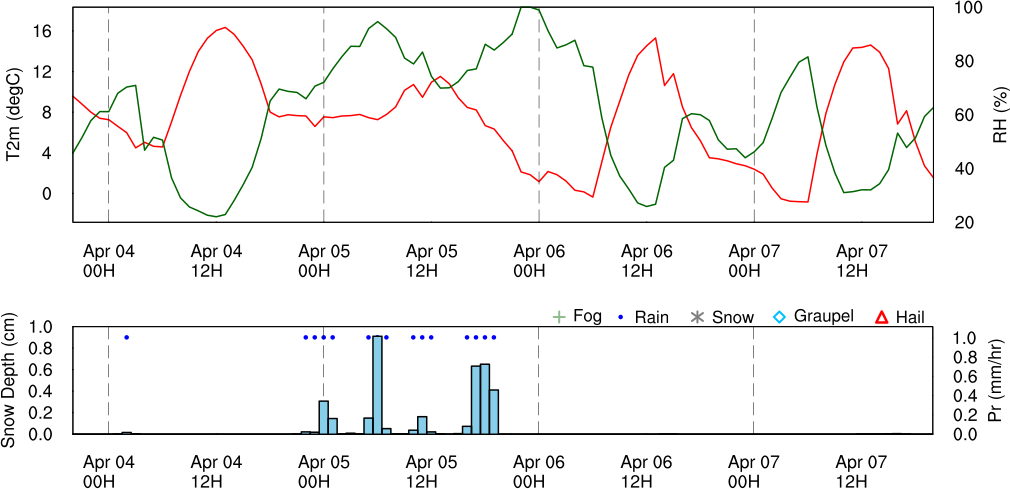 T2m (degC)
16
12
8
4
0
100
80
60
40
20
RH (%)
Apr 04 00H
Apr 04 12H
Apr 05 00H
Apr 05 12H
Apr 06 00H
Apr 06 12H
Apr 07 00H
Apr 07 12H
Fog Rain Snow Graupel Hail
Snow Depth (cm)
1.0
0.8
0.6
0.4
0.2
0.0
1.0
0.8
0.6
0.4
0.2
0.0
Pr (mm/hr)
Apr 04 00H
Apr 04 12H
Apr 05 00H
Apr 05 12H
Apr 06 00H
Apr 06 12H
Apr 07 00H
Apr 07 12H